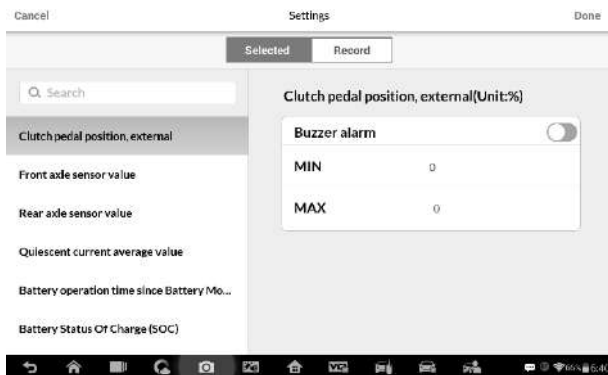 Cancel Settings Done
Selected Record
Search
Clutch pedal position, external(Unit:%)
Clutch pedal position, external
Buzzer alarm
Front axle sensor value
MIN 0
Rear axle sensor value
MAX 0
Quiescent current average value
Battery operation time since Battery Mo...
Battery Status Of Charge (SOC)
VCI